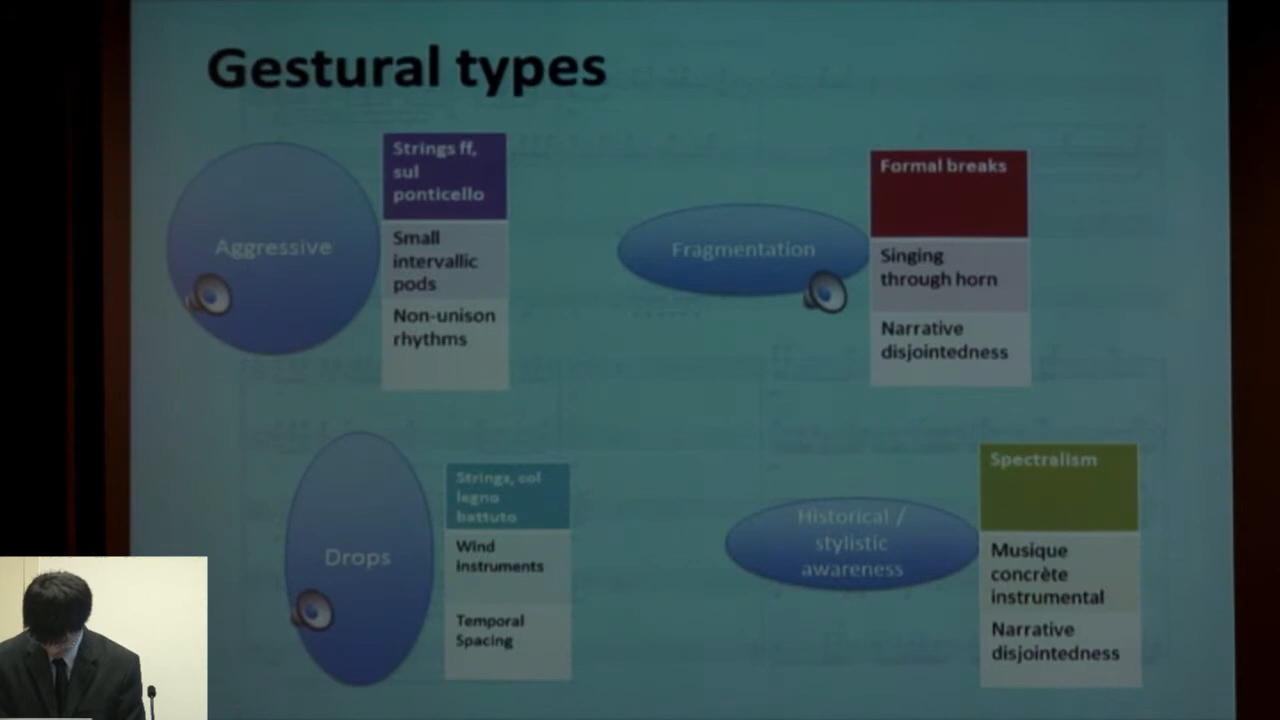 Gestural types
Aggressive
Strings ff,
sul
ponticello
Small
intervallic
pods
Non-unison
rhythms
Fragmentation
Formal breaks
Singing
through horn
Narrative
disjointedness
Drops
Strings, col
legno
battuto
Wind
instruments
Temporal
Spacing
Historical /
stylistic
awareness
Spectralism
Musique
concrète
instrumental
Narrative
disjointedness